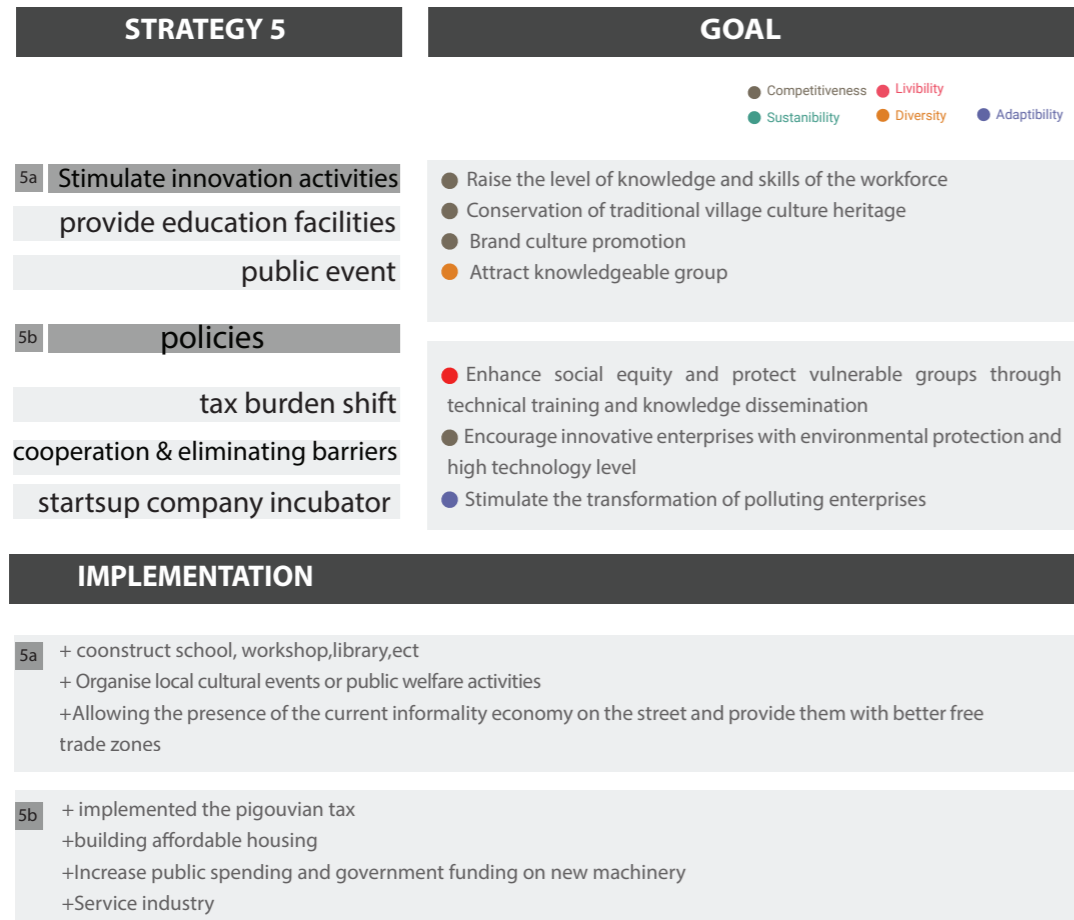 STRATEGY 5
GOAL
Competitiveness
Livibility
Sustanibility
Diversity
Adaptibility
5a
Stimulate innovation activities
provide education facilities
public event
Raise the level of knowledge and skills of the workforce
Conservation of traditional village culture heritage
Brand culture promotion
Attract knowledgeable group
5b
policies
tax burden shift
cooperation & eliminating barriers
startsup company incubator
Enhance social equity and protect vulnerable groups through
technical training and knowledge dissemination
Encourage innovative enterprises with environmental protection and
high technology level
Stimulate the transformation of polluting enterprises
IMPLEMENTATION
5a
+ coonstruct school, workshop,library,ect
+ Organise local cultural events or public welfare activities
+Allowing the presence of the current informality economy on the street and provide them with better free
trade zones
5b
+ implemented the pigouvian tax
+building affordable housing
+Increase public spending and government funding on new machinery
+Service industry